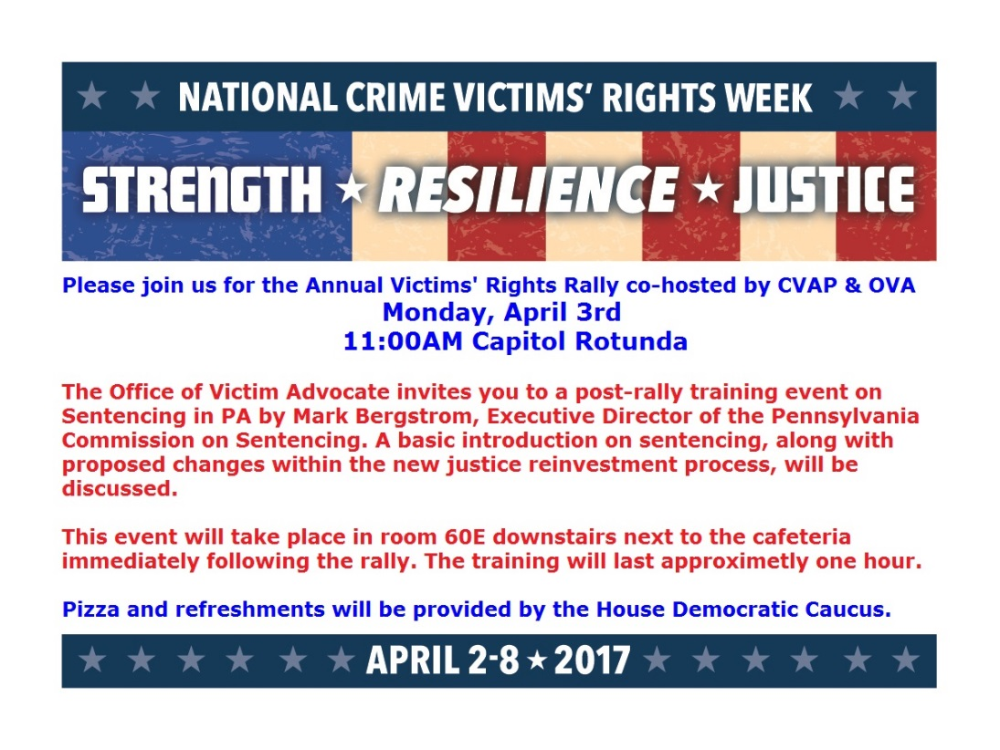 NATIONAL CRIME VICTIMS' RIGHTS WEEK
STRENGTH ★ RESILIENCE ★ JUSTICE
Please join us for the Annual Victims' Rights Rally co-hosted by CVAP & OVA
Monday, April 3rd
11:00AM Capitol Rotunda
The Office of Victim Advocate invites you to a post-rally training event on
Sentencing in PA by Mark Bergstrom, Executive Director of the Pennsylvania
Commission on Sentencing. A basic introduction on sentencing, along with
proposed changes within the new justice reinvestment process, will be
discussed.
This event will take place in room 60E downstairs next to the cafeteria
immediately following the rally. The training will last approximetly one hour.
Pizza and refreshments will be provided by the House Democratic Caucus.
APRIL 2-8 ★ 2017